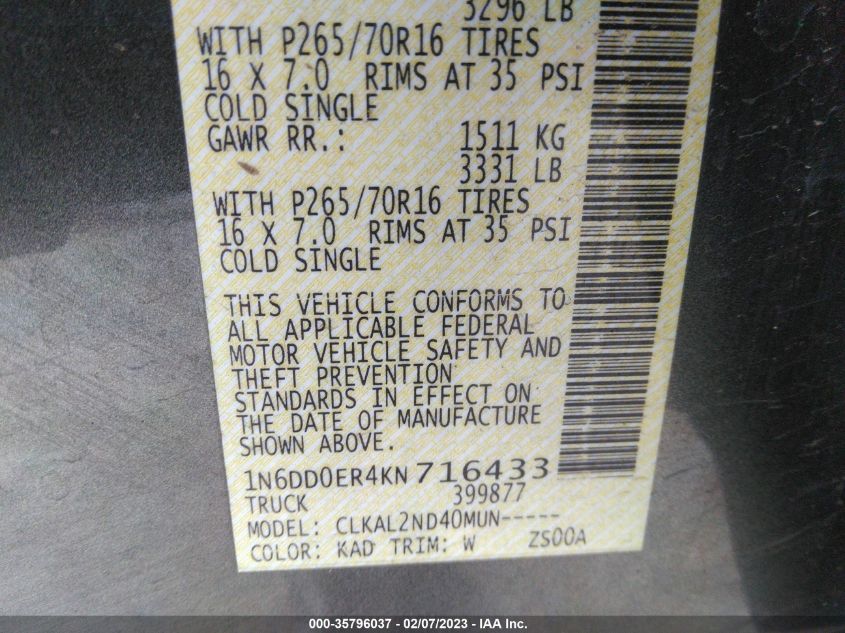 3296 LB
WITH P265/70R16 TIRES
16 X 7.0 RIMS AT 35 PSI
COLD SINGLE
GAWR RR.: 1511 KG
3331 LB
WITH P265/70R16 TIRES
16 X 7.0 RIMS AT 35 PSI
COLD SINGLE
THIS VEHICLE CONFORMS TO
ALL APPLICABLE FEDERAL
MOTOR VEHICLE SAFETY AND
THEFT PREVENTION
STANDARDS IN EFFECT ON
THE DATE OF MANUFACTURE
SHOWN ABOVE.
1N6DD0ER4KN716433
TRUCK 399877
MODEL: CLKAL2ND40MUN-----
COLOR: KAD TRIM: W ZS00A
000-35796037 - 02/07/2023 - IAA Inc.